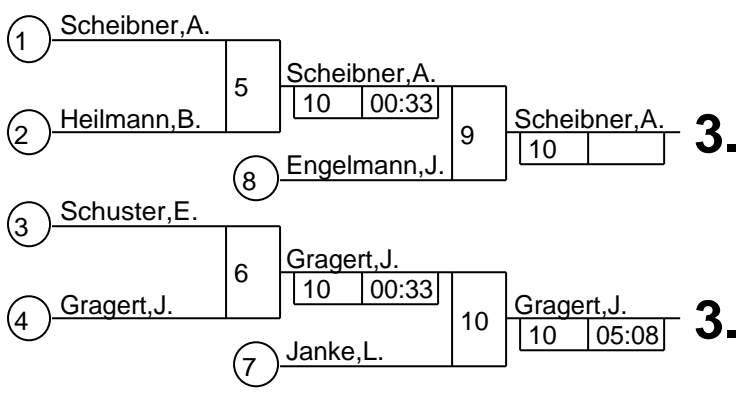 1 Scheibner,A.
5
Scheibner,A.
10 00:33
2 Heilmann,B.
9
Scheibner,A.
10
3.
8 Engelmann,J.
3 Schuster,E.
6
Gragert,J.
10 00:33
4 Gragert,J.
10
Gragert,J.
10 05:08
3.
7 Janke,L.